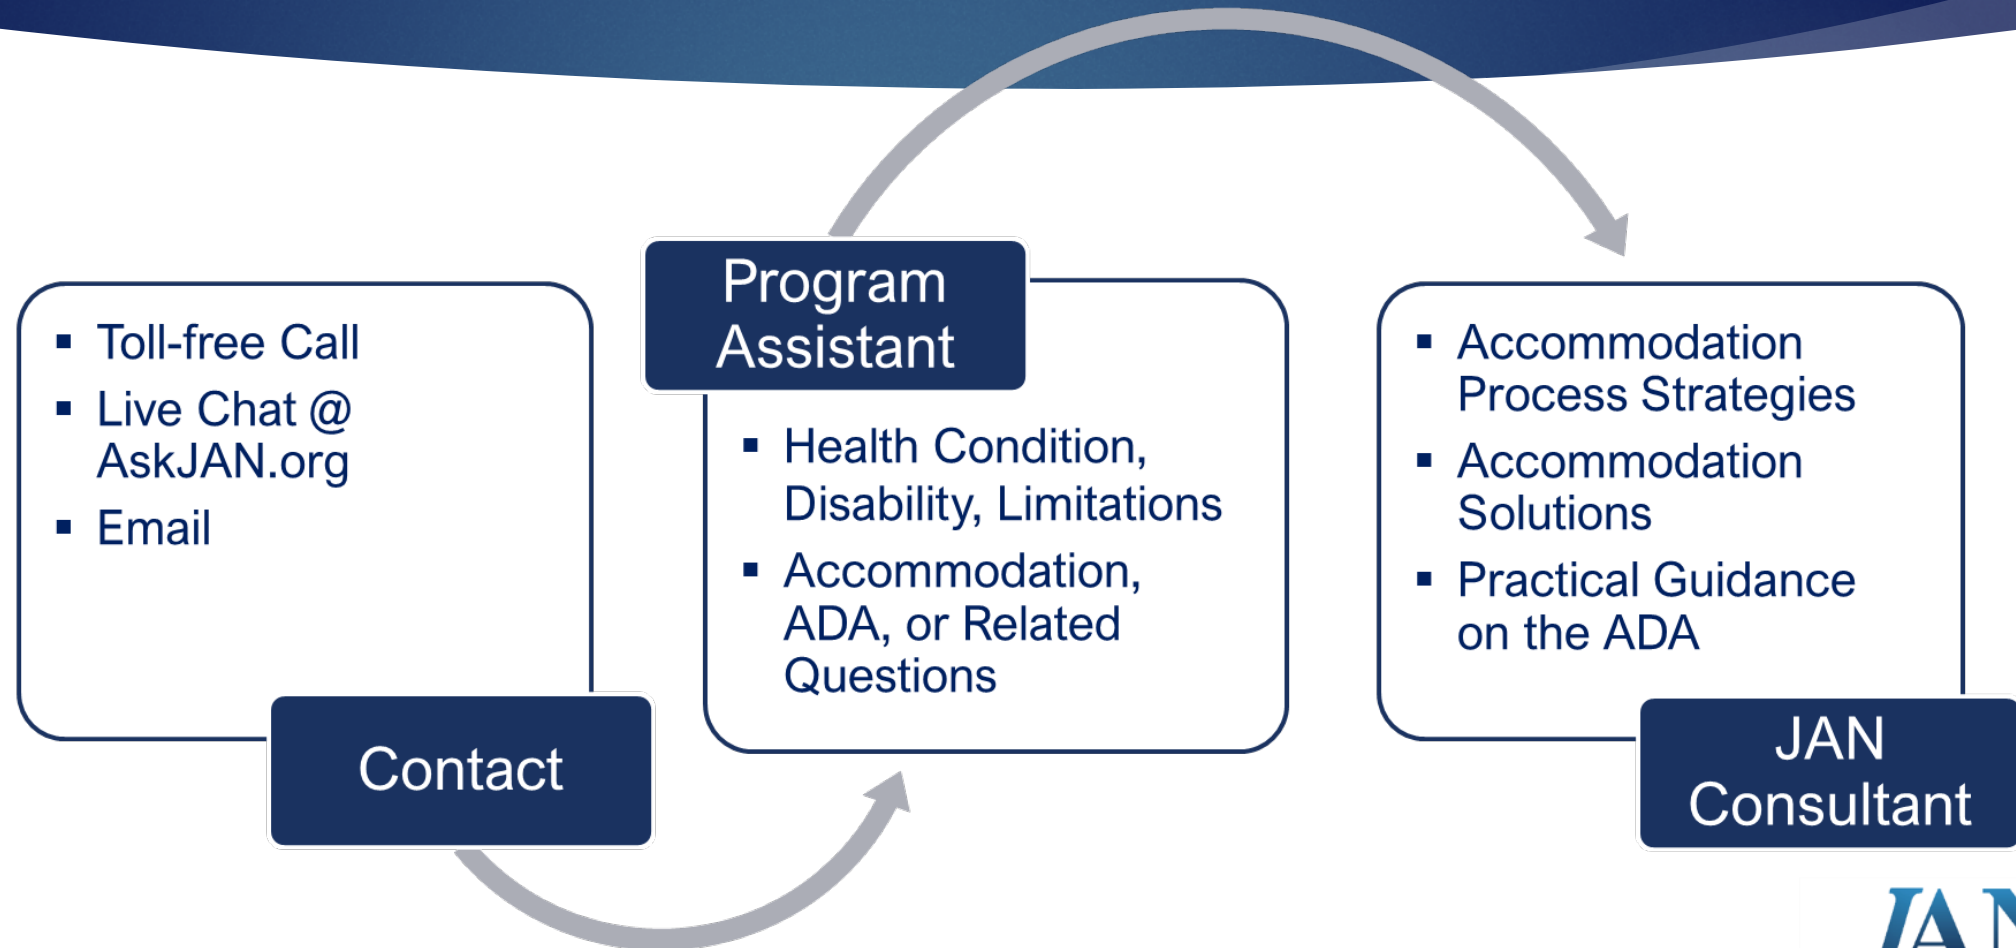 ▪ Toll-free Call
▪ Live Chat @
AskJAN.org
▪ Email
Contact
Program
Assistant
▪ Health Condition,
Disability, Limitations
▪ Accommodation,
ADA, or Related
Questions
▪ Accommodation
Process Strategies
▪ Accommodation
Solutions
▪ Practical Guidance
on the ADA
JAN
Consultant
JAN